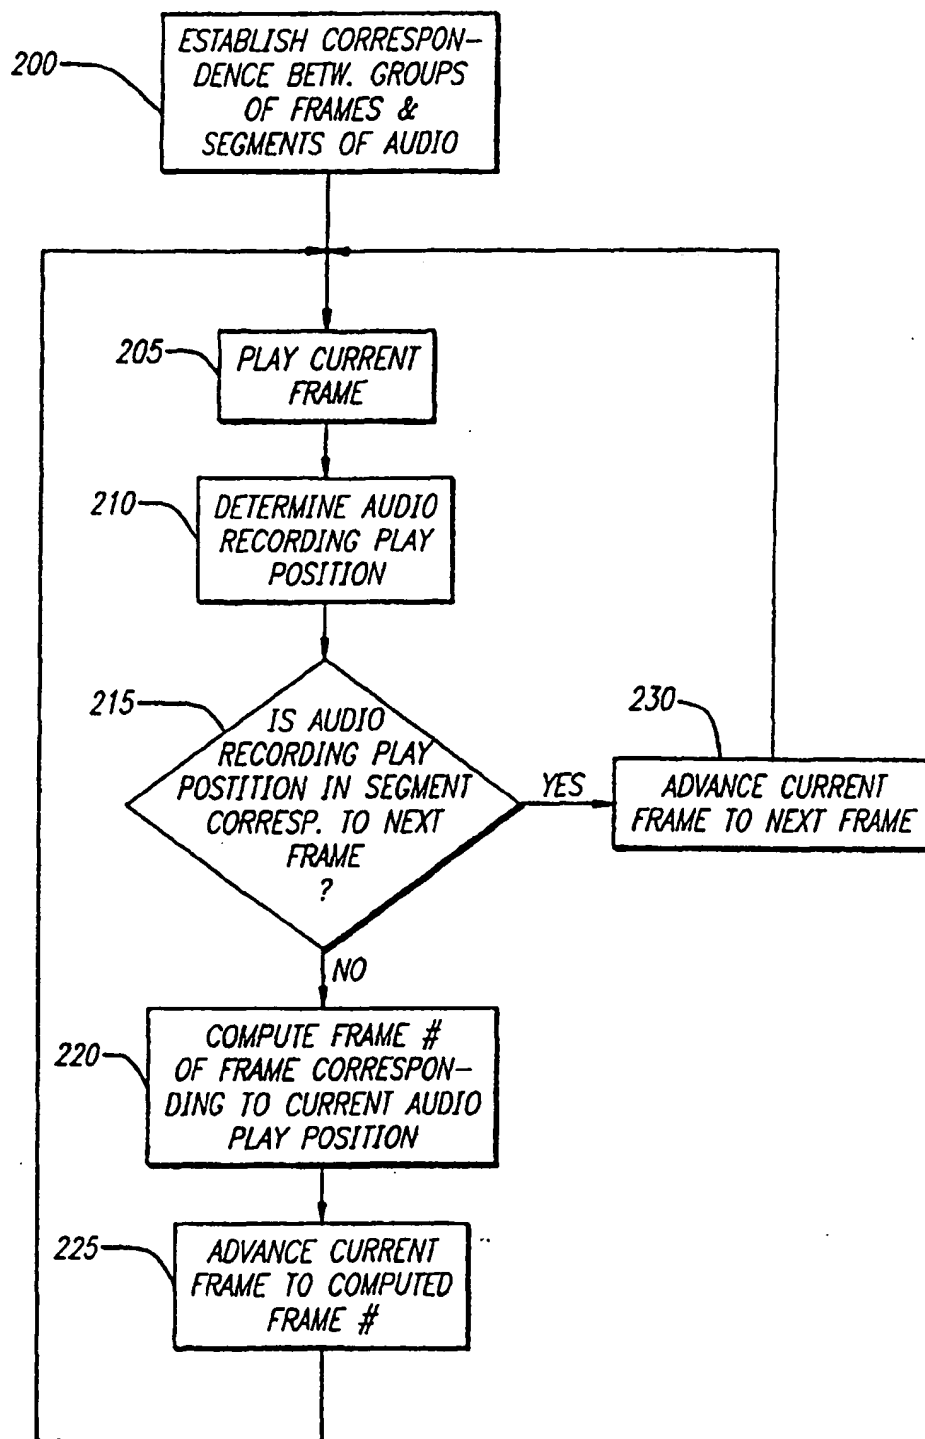 200
ESTABLISH CORRESPON-
DENCE BETW. GROUPS
OF FRAMES &
SEGMENTS OF AUDIO
205
PLAY CURRENT
FRAME
210
DETERMINE AUDIO
RECORDING PLAY
POSITION
215
IS AUDIO
RECORDING PLAY
POSTITION IN SEGMENT
CORRESP. TO NEXT
FRAME
?
YES
230
ADVANCE CURRENT
FRAME TO NEXT FRAME
NO
220
COMPUTE FRAME #
OF FRAME CORRESPON-
DING TO CURRENT AUDIO
PLAY POSITION
225
ADVANCE CURRENT
FRAME TO COMPUTED
FRAME #